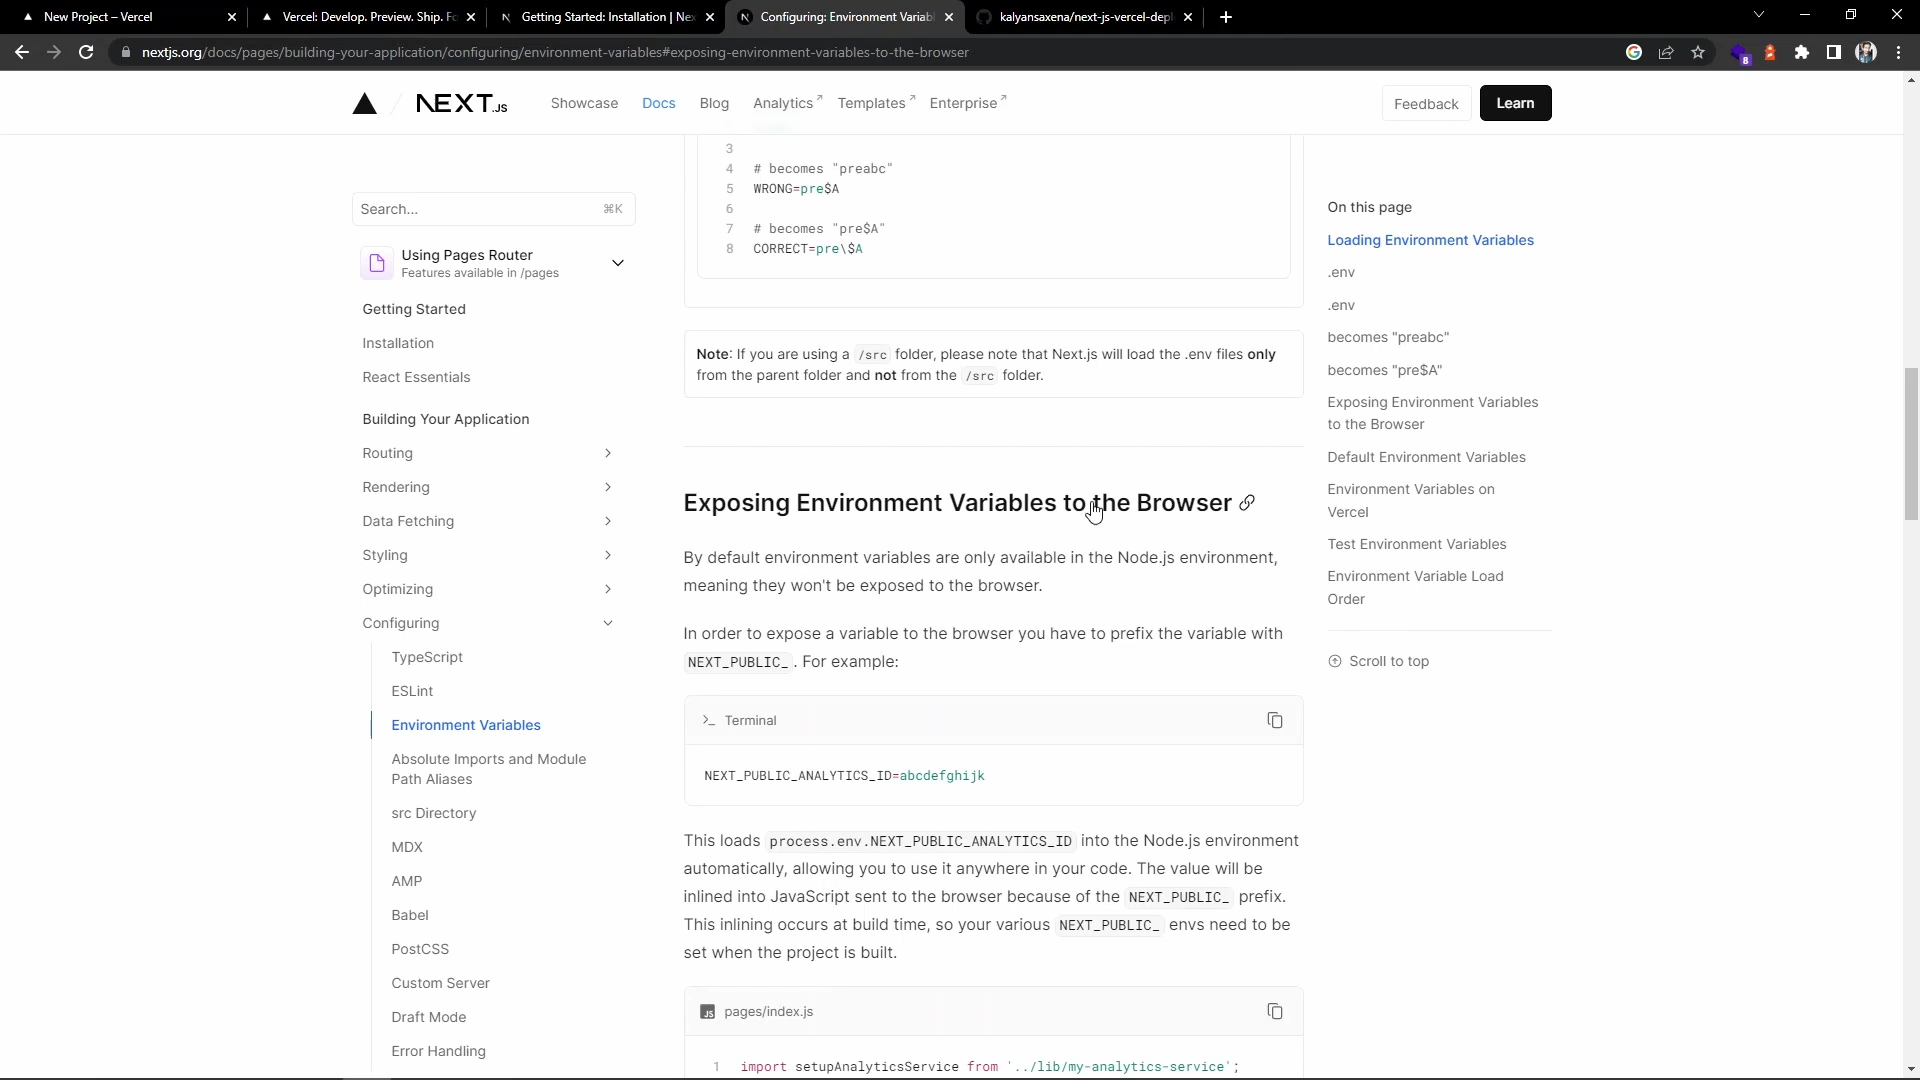 New Project – Vercel
Vercel: Develop. Preview. Ship. Fo
Getting Started: Installation | Nex
Configuring: Environment Variabl
kalyansaxena/next-js-vercel-depl
nextjs.org/docs/pages/building-your-application/configuring/environment-variables#exposing-environment-variables-to-the-browser
8
NEXT.JS
Showcase
Docs
Blog
Analytics
Templates
Enterprise
Feedback
Learn
Search...
⌘K
Using Pages Router
Features available in /pages
Getting Started
Installation
React Essentials
Building Your Application
Routing
Rendering
Data Fetching
Styling
Optimizing
Configuring
TypeScript
ESLint
Environment Variables
Absolute Imports and Module
Path Aliases
src Directory
MDX
AMP
Babel
PostCSS
Custom Server
Draft Mode
Error Handling
3
4 # becomes "preabc"
5 WRONG=pre$A
6
7 # becomes "pre$A"
8 CORRECT=pre\$A
Note: If you are using a /src folder, please note that Next.js will load the .env files only
from the parent folder and not from the /src folder.
Exposing Environment Variables to the Browser
By default environment variables are only available in the Node.js environment,
meaning they won't be exposed to the browser.
In order to expose a variable to the browser you have to prefix the variable with
NEXT_PUBLIC_. For example:
>_ Terminal
NEXT_PUBLIC_ANALYTICS_ID=abcdefghijk
This loads process.env.NEXT_PUBLIC_ANALYTICS_ID into the Node.js environment
automatically, allowing you to use it anywhere in your code. The value will be
inlined into JavaScript sent to the browser because of the NEXT_PUBLIC_ prefix.
This inlining occurs at build time, so your various NEXT_PUBLIC_ envs need to be
set when the project is built.
JS pages/index.js
1 import setupAnalyticsService from '../lib/my-analytics-service';
On this page
Loading Environment Variables
.env
.env
becomes "preabc"
becomes "pre$A"
Exposing Environment Variables
to the Browser
Default Environment Variables
Environment Variables on
Vercel
Test Environment Variables
Environment Variable Load
Order
Scroll to top